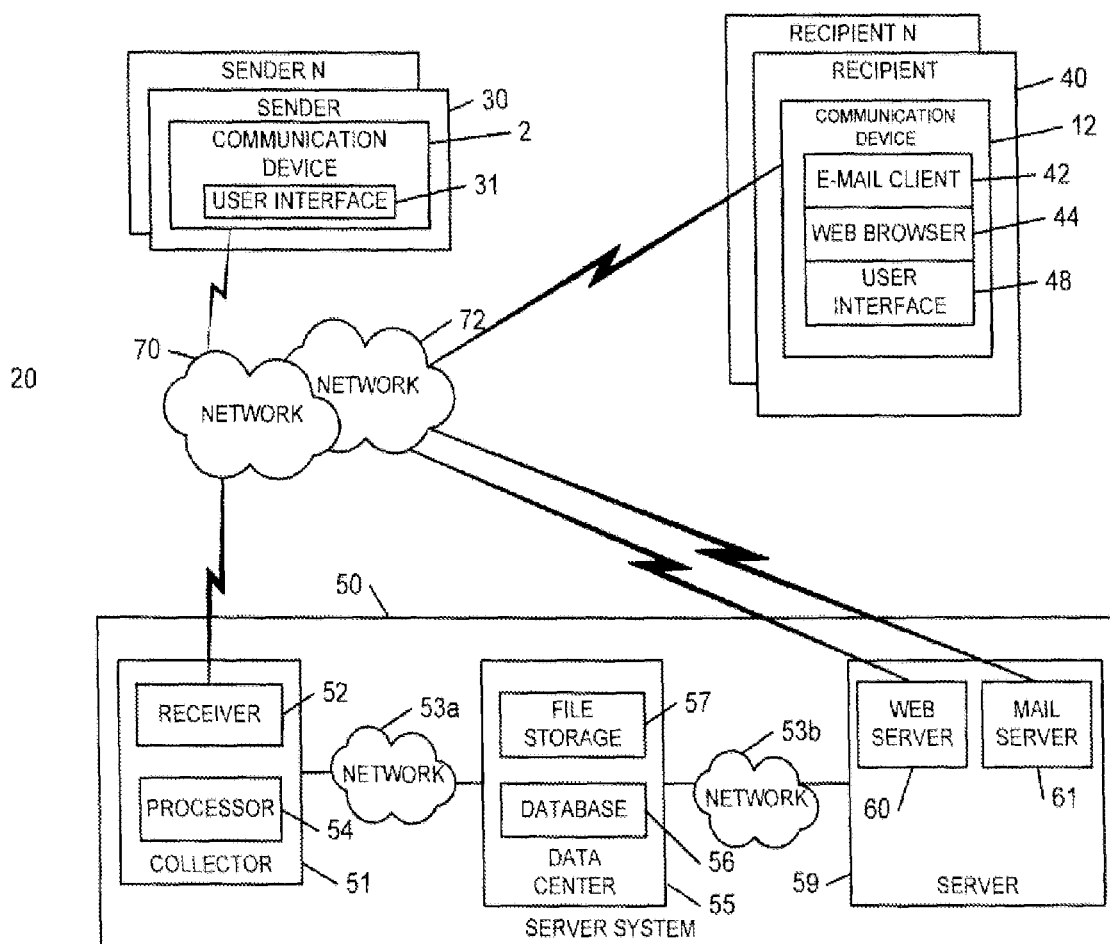 SENDER N
SENDER
30
COMMUNICATION
DEVICE
2
USER INTERFACE
31
RECIPIENT N
RECIPIENT
40
COMMUNICATION
DEVICE
12
E-MAIL CLIENT
42
WEB BROWSER
44
USER
INTERFACE
48
20
70
NETWORK
72
NETWORK
50
RECEIVER
52
PROCESSOR
54
COLLECTOR
51
53a
NETWORK
FILE
STORAGE
57
DATABASE
56
DATA
CENTER
55
53b
NETWORK
WEB
SERVER
60
MAIL
SERVER
61
59
SERVER
SERVER SYSTEM